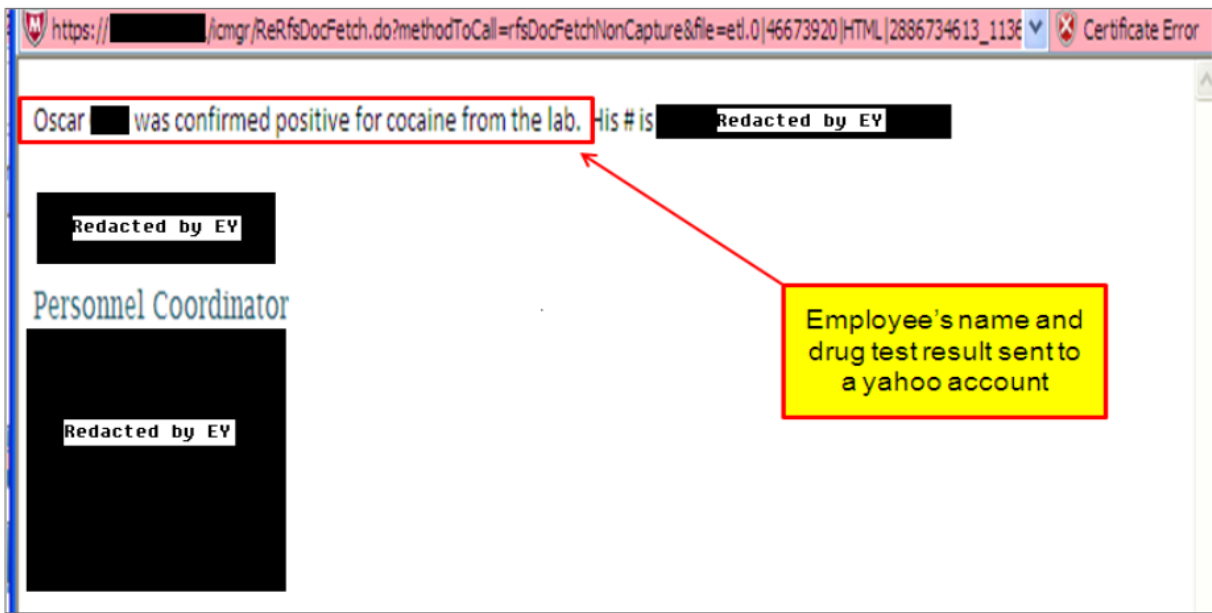 https:// /icmgr/ReRfsDocFetch.do?methodToCall=rfsDocFetchNonCapture&file=etl.0|46673920|HTML|2886734613_1136 Certificate Error
Oscar was confirmed positive for cocaine from the lab. His # is Redacted by EY
Redacted by EY
Personnel Coordinator
Redacted by EY
Employee's name and
drug test result sent to
a yahoo account